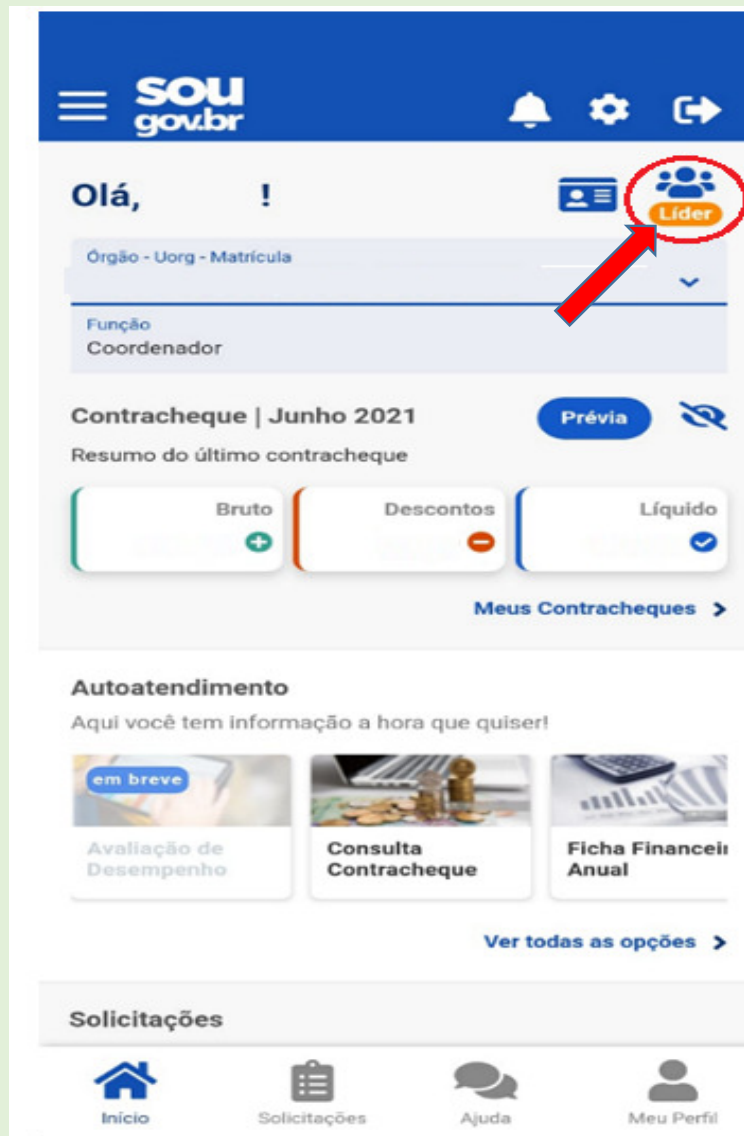 sou
gov.br
Olá, !
Líder
Órgão - Uorg - Matrícula
Função
Coordenador
Contracheque | Junho 2021
Prévia
Resumo do último contracheque
Bruto
Descontos
Líquido
Meus Contracheques
Autoatendimento
Aqui você tem informação a hora que quiser!
em breve
Avaliação de
Desempenho
Consulta
Contracheque
Ficha Financeir
Anual
Ver todas as opções
Solicitações
Início
Solicitações
Ajuda
Meu Perfil